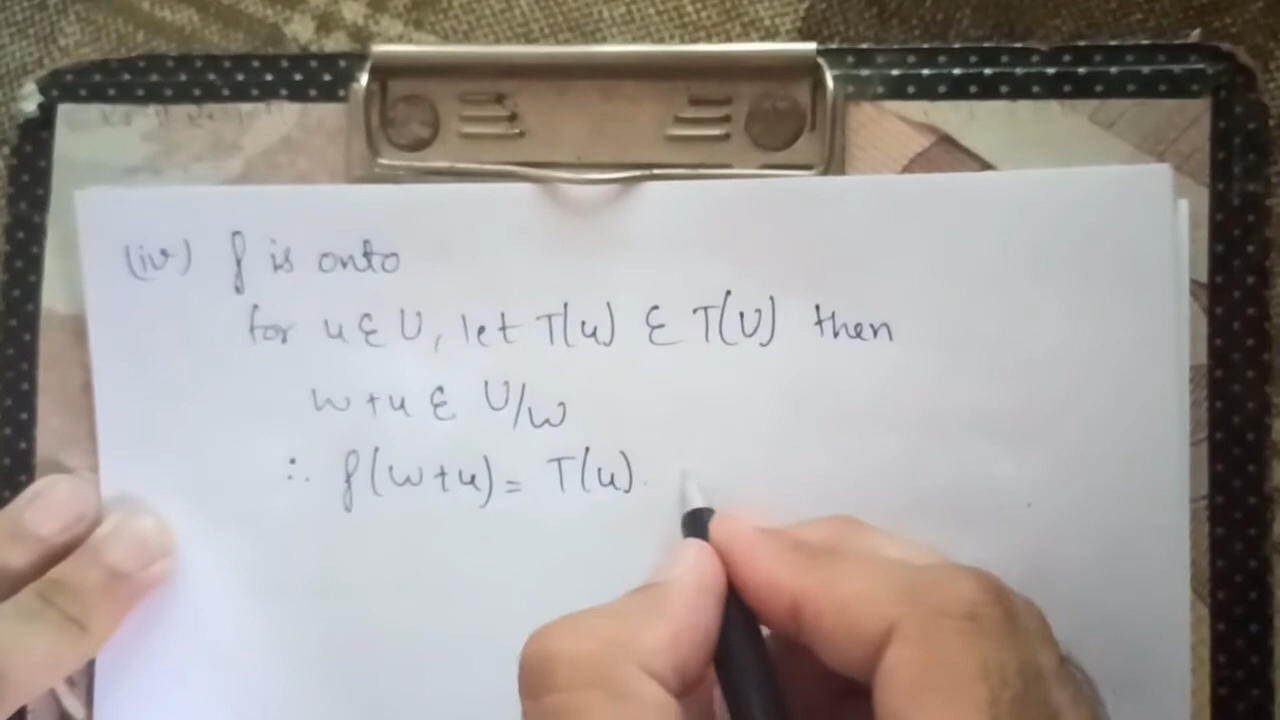 (iv) f is onto
for u ε U, let T(u) ε T(U) then
w + u ε U/w
∴ f(w+u) = T(u).